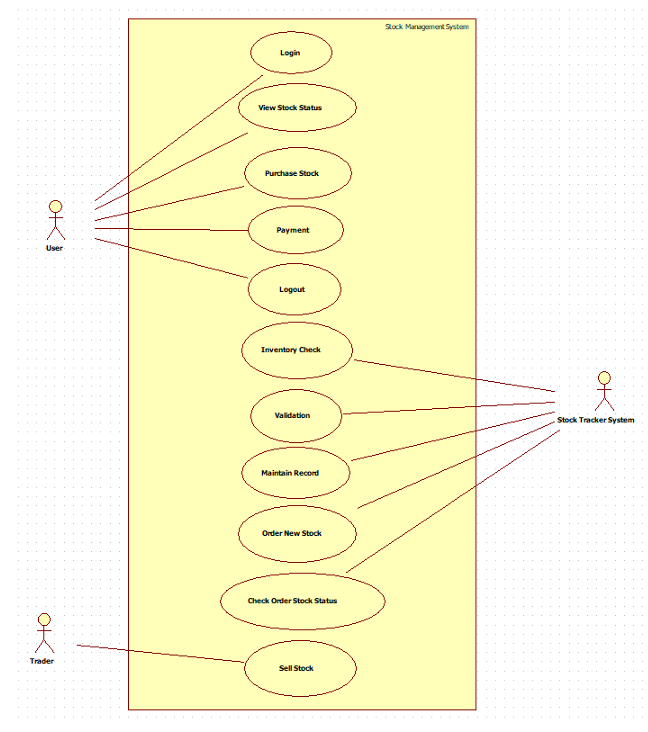 Stock Management System
Login
View Stock Status
Purchase Stock
User
Payment
Logout
Inventory Check
Validation
Stock Tracker System
Maintain Record
Order New Stock
Check Order Stock Status
Trader
Sell Stock